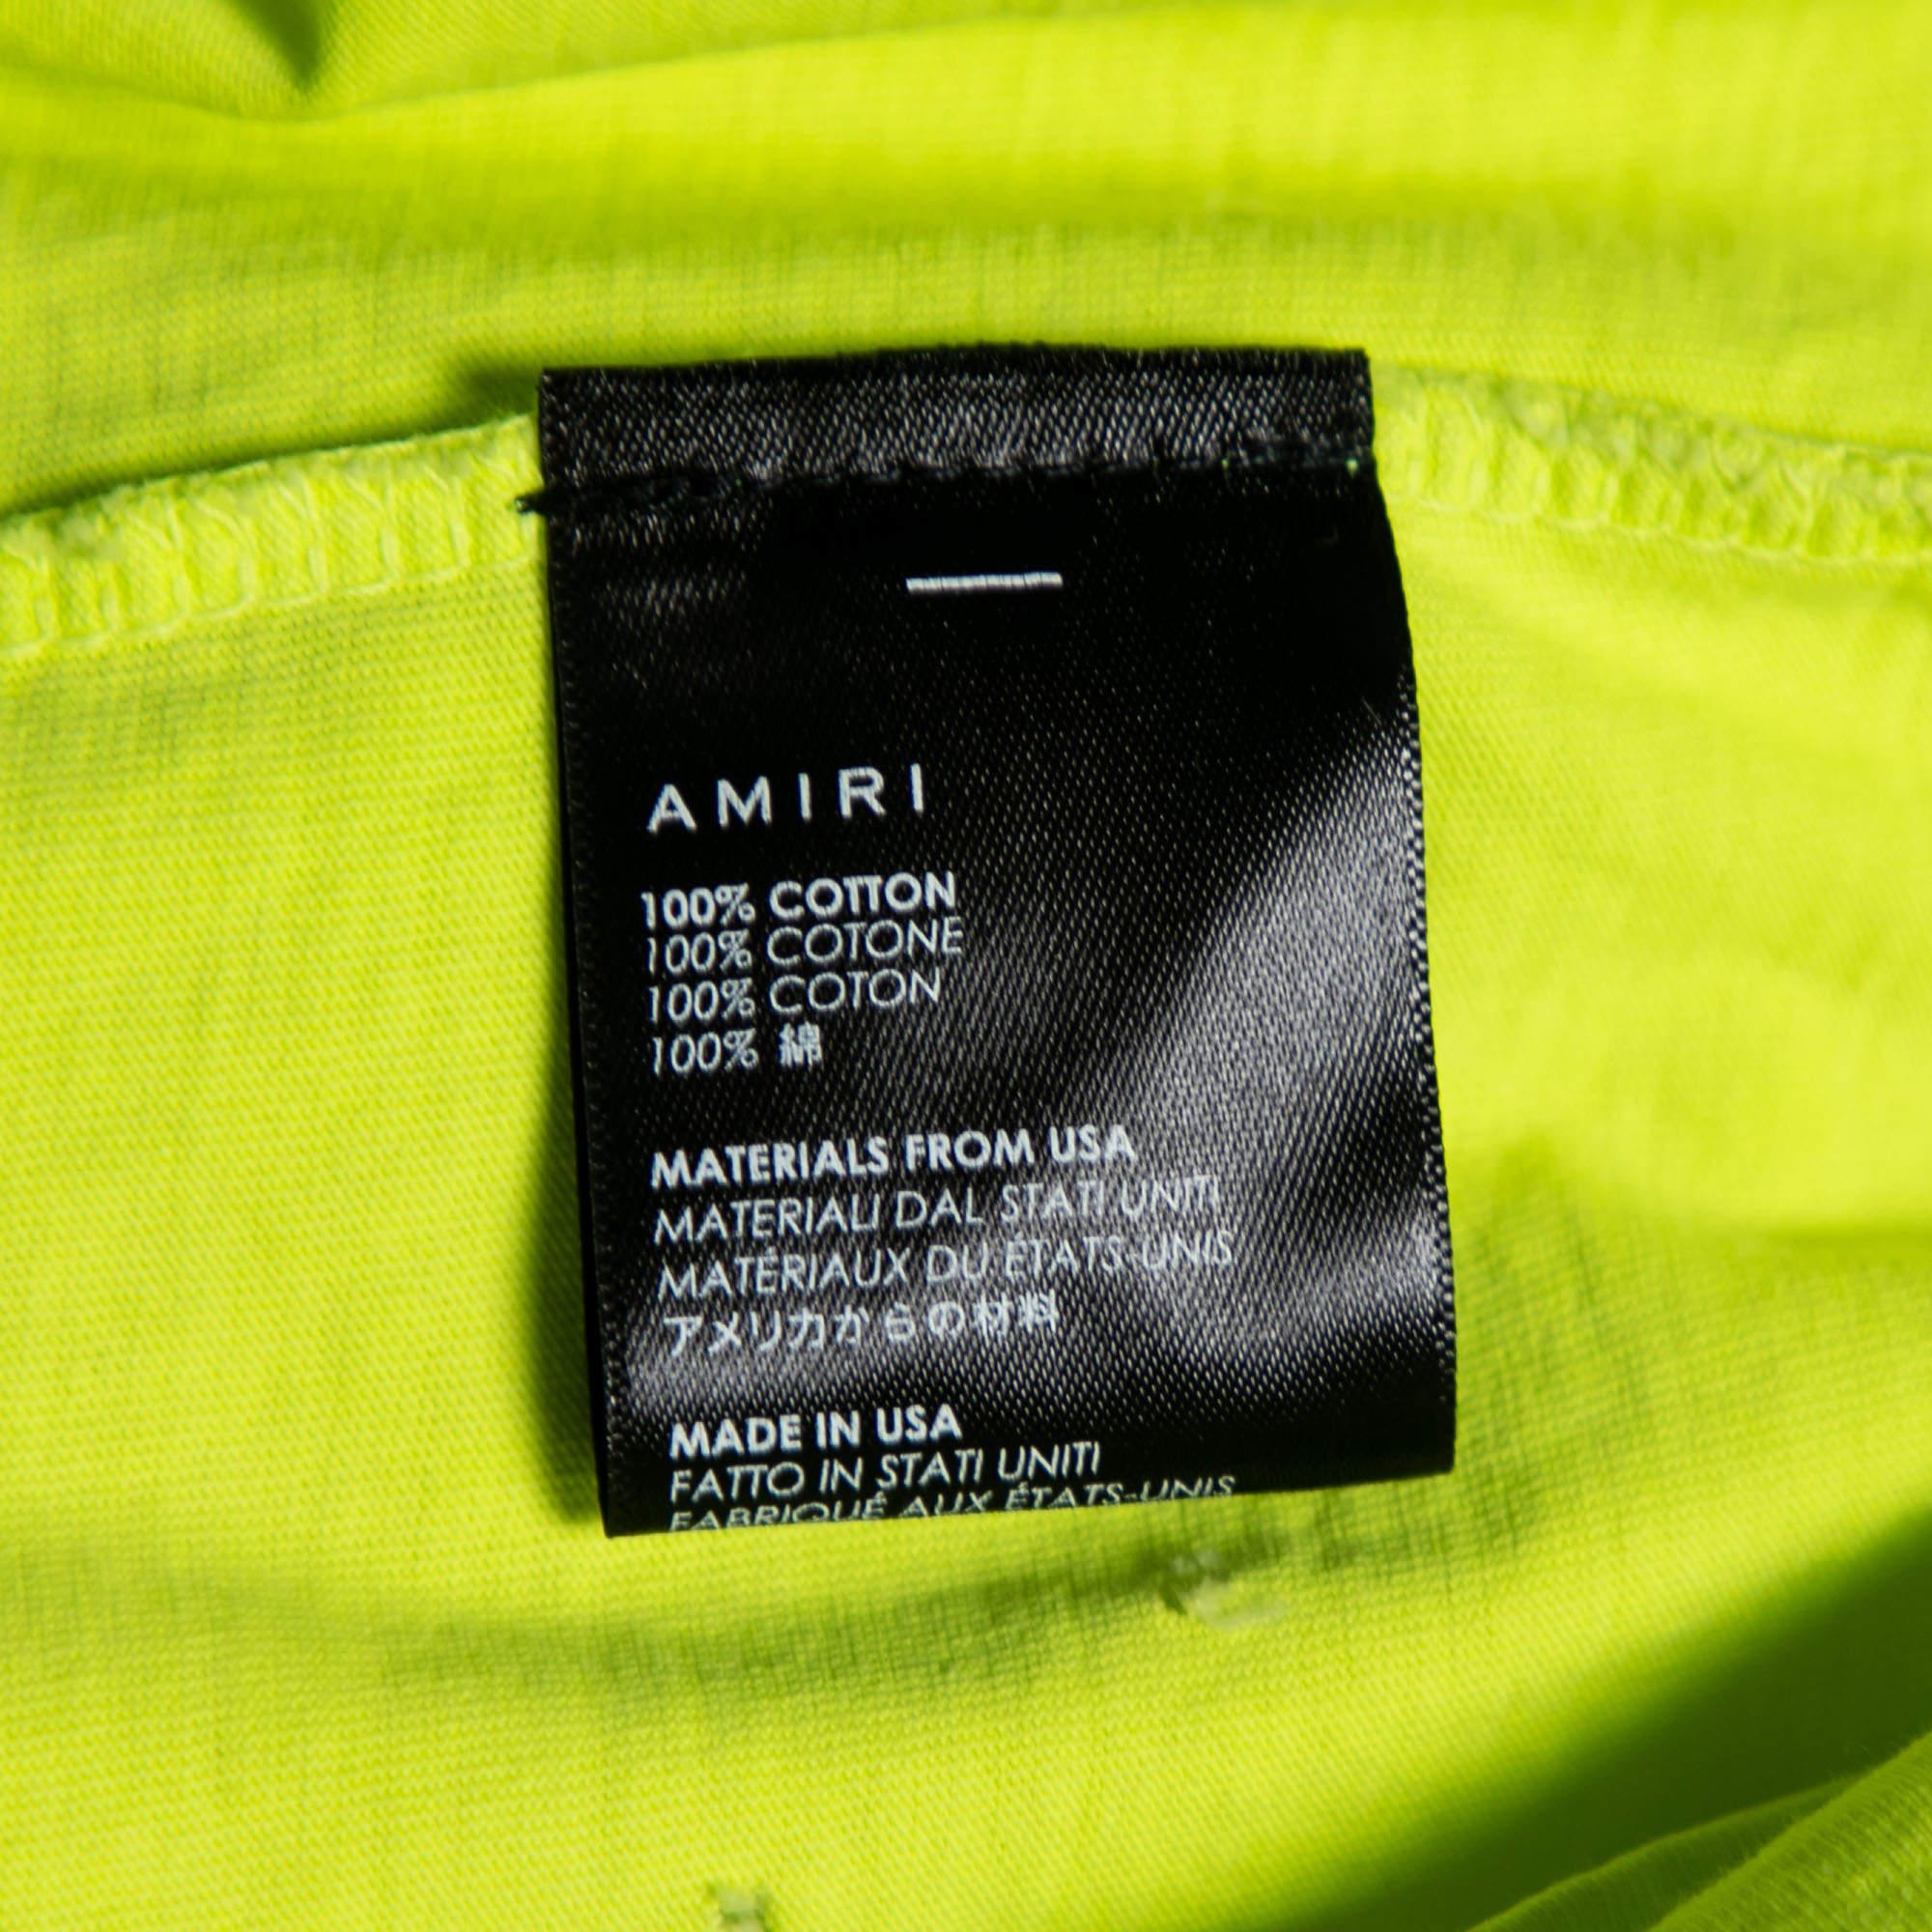 AMIRI
100% COTTON
100% COTONE
100% COTON
100% 綿
MATERIALS FROM USA
MATERIALI DAL STATI UNITI
MATÉRIAUX DU ÉTATS-UNIS
アメリカからの材料
MADE IN USA
FATTO IN STATI UNITI
FABRIQUÉ AUX ÉTATS-UNIS